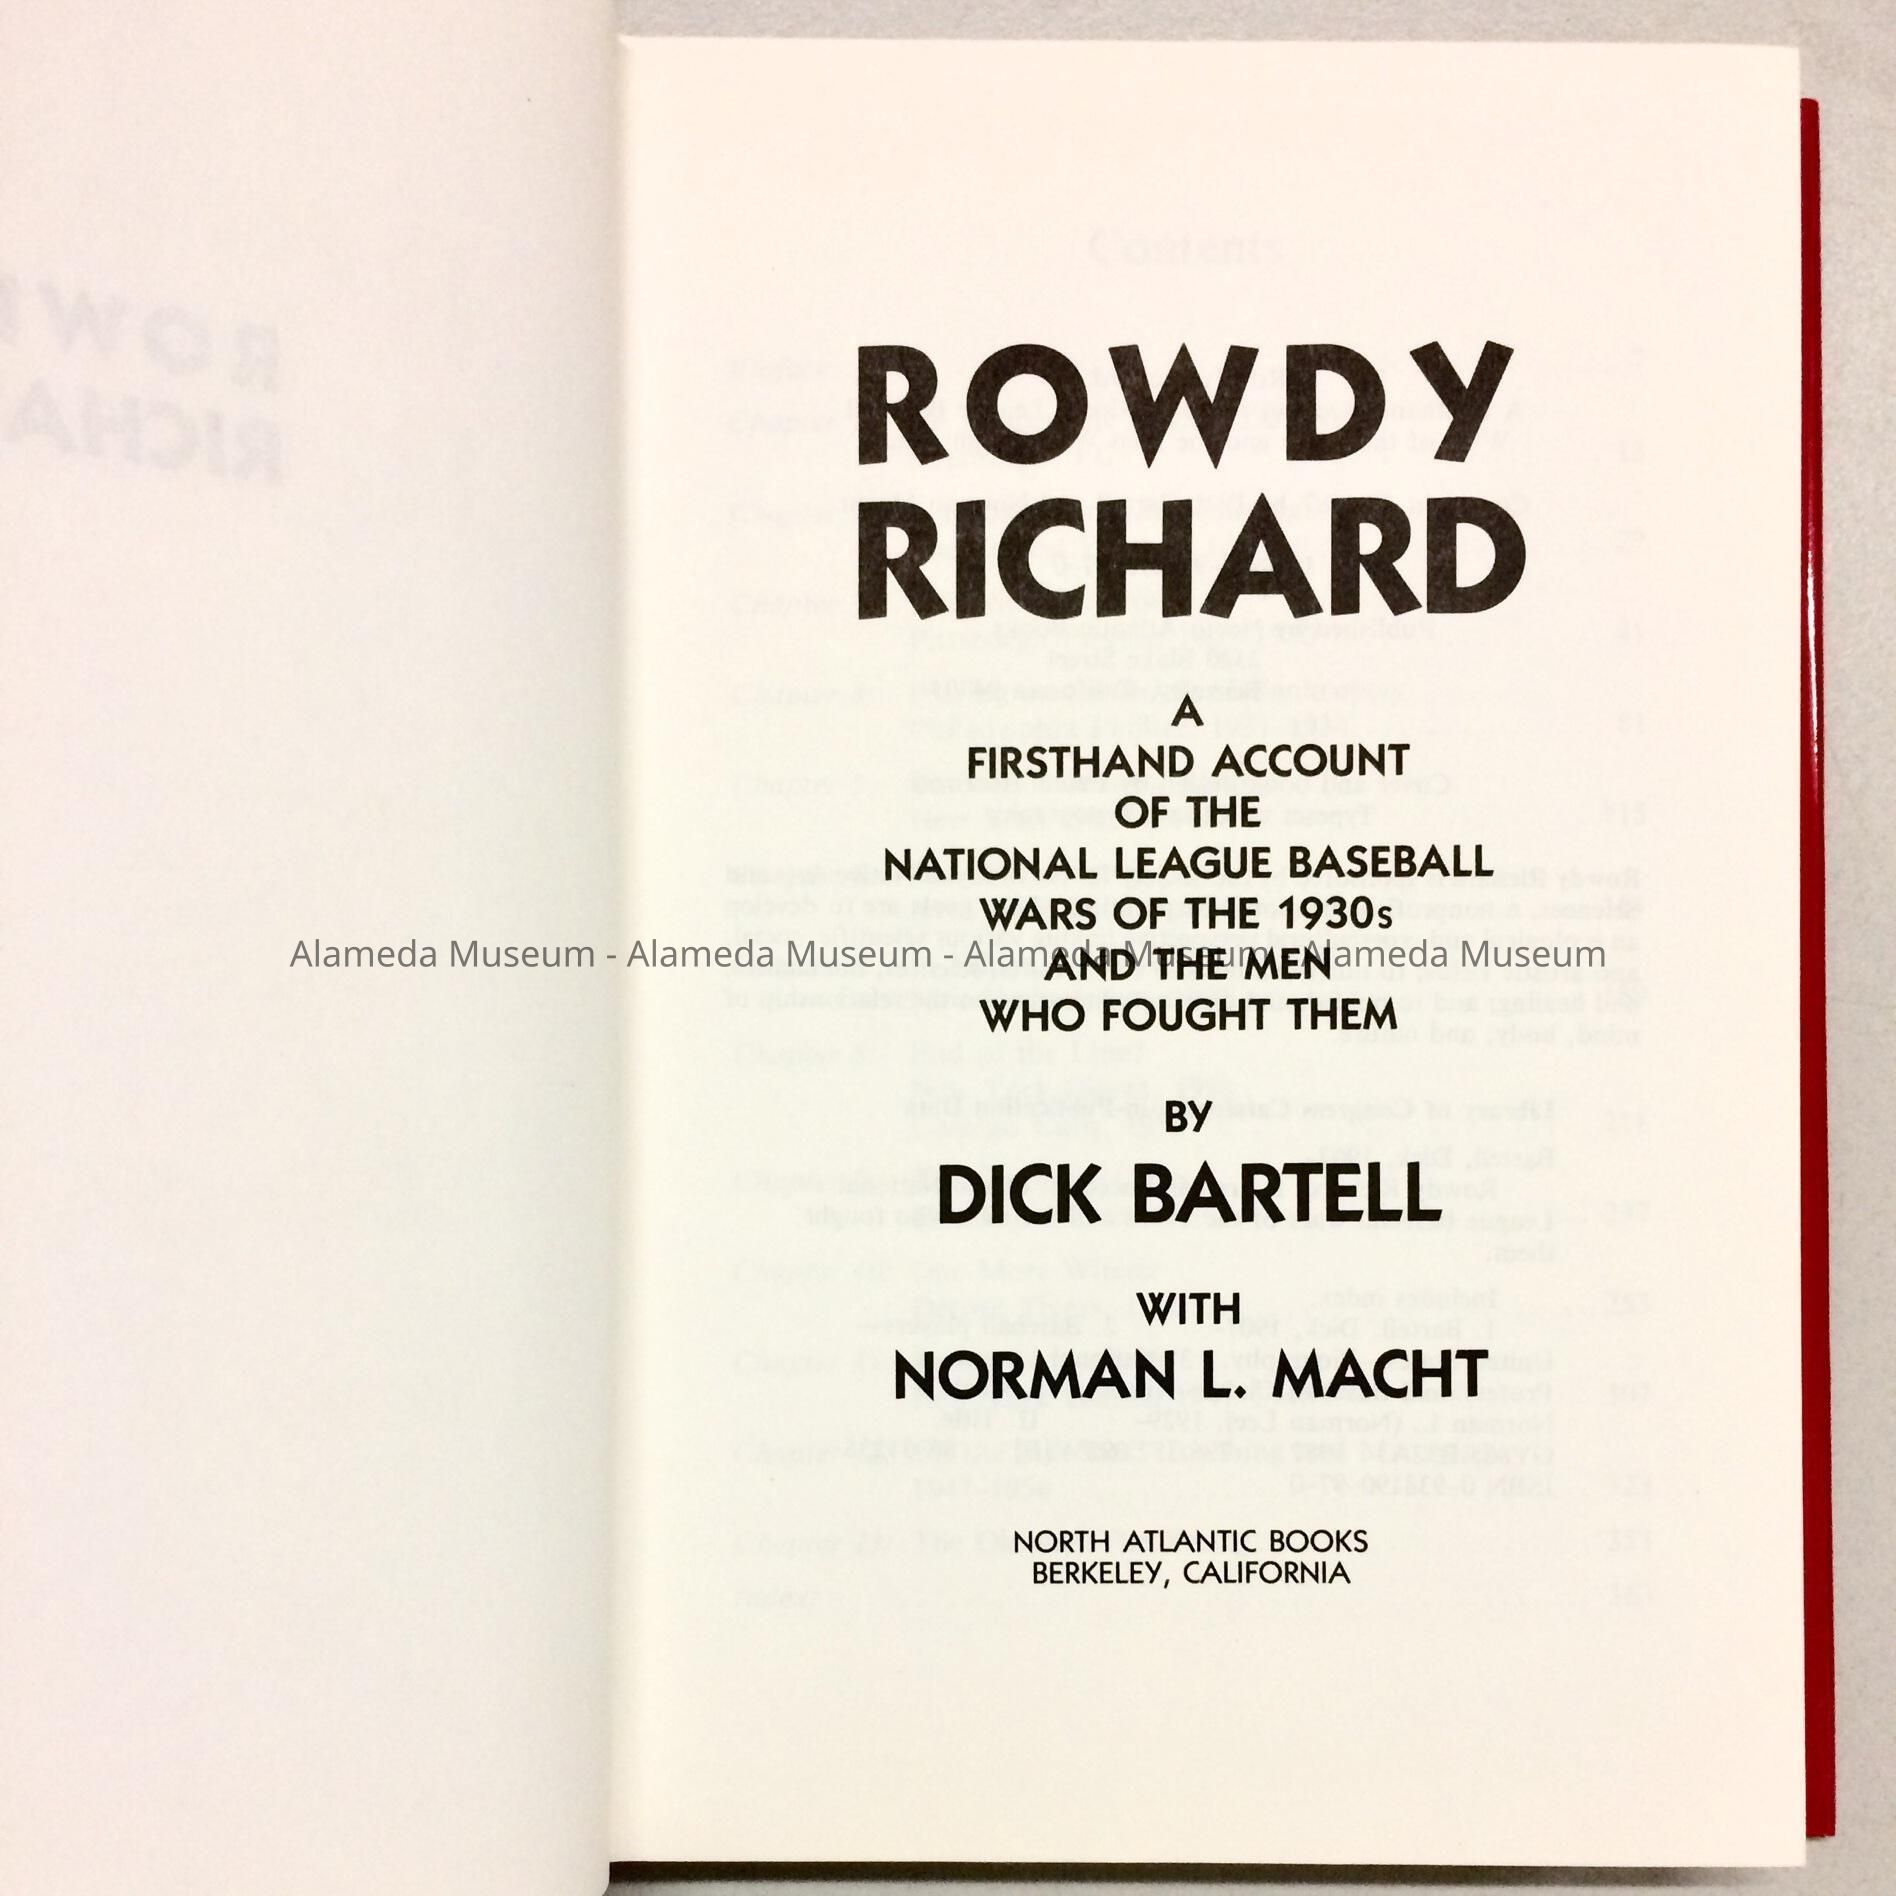 ROWDY
RICHARD
A
FIRSTHAND ACCOUNT
OF THE
NATIONAL LEAGUE BASEBALL
WARS OF THE 1930s
Alameda Museum - Alameda Museum - Alameda Museum - Alameda Museum
AND THE MEN
WHO FOUGHT THEM
BY
DICK BARTELL
WITH
NORMAN L. MACHT
NORTH ATLANTIC BOOKS
BERKELEY, CALIFORNIA